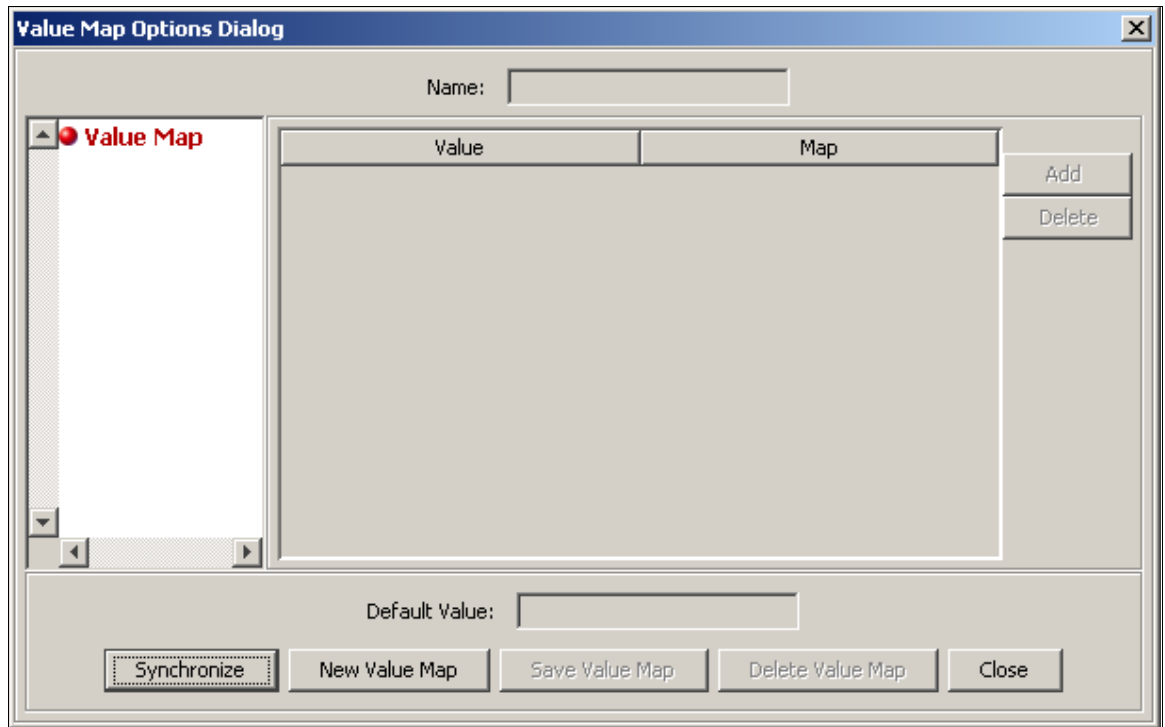 Value Map Options Dialog
Name:
Value Map
Value Map
Add
Delete
Default Value:
Synchronize New Value Map Save Value Map Delete Value Map Close